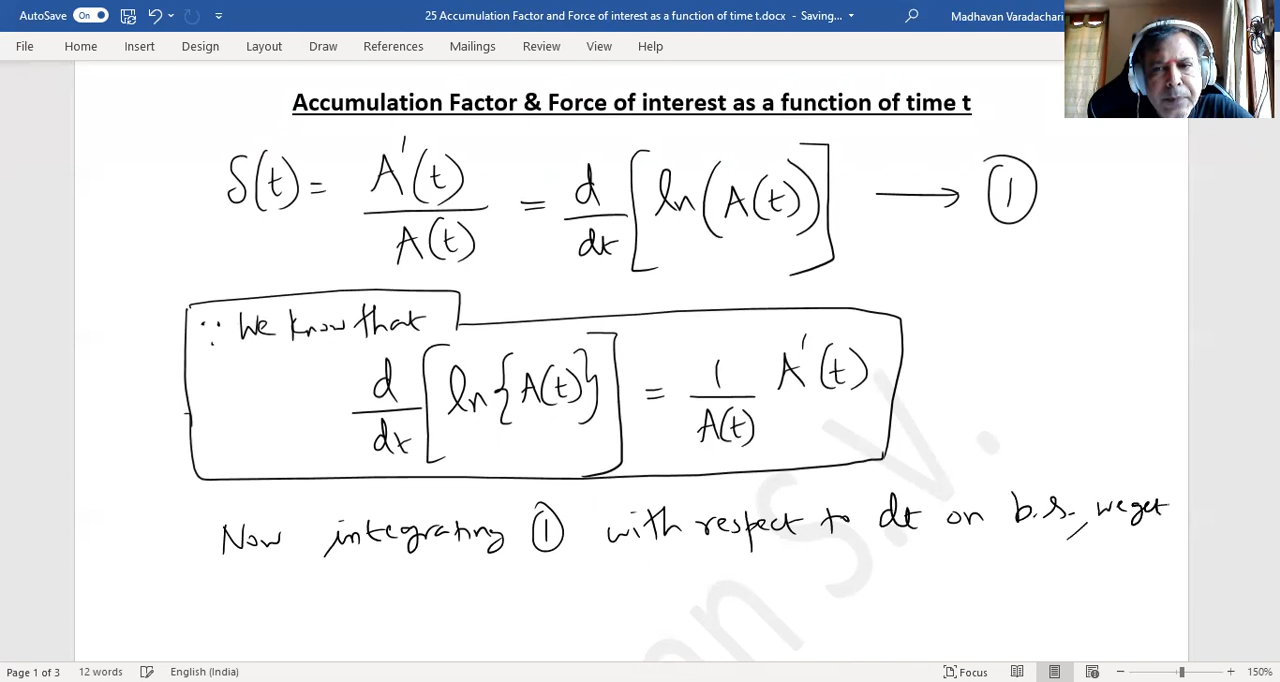 AutoSave On 25 Accumulation Factor and Force of interest as a function of time t.docx - Saving... Madhavan Varadachari
File Home Insert Design Layout Draw References Mailings Review View Help
Accumulation Factor & Force of interest as a function of time t
δ(t) = A'(t) / A(t) = d/dt [ln(A(t))] ⟶ ①
∵ We know that
d/dt [ln{A(t)}] = 1/A(t) A'(t)
Now integrating ① with respect to dt on b.s., we get
an S.V.
Page 1 of 3 12 words English (India) Focus 150%